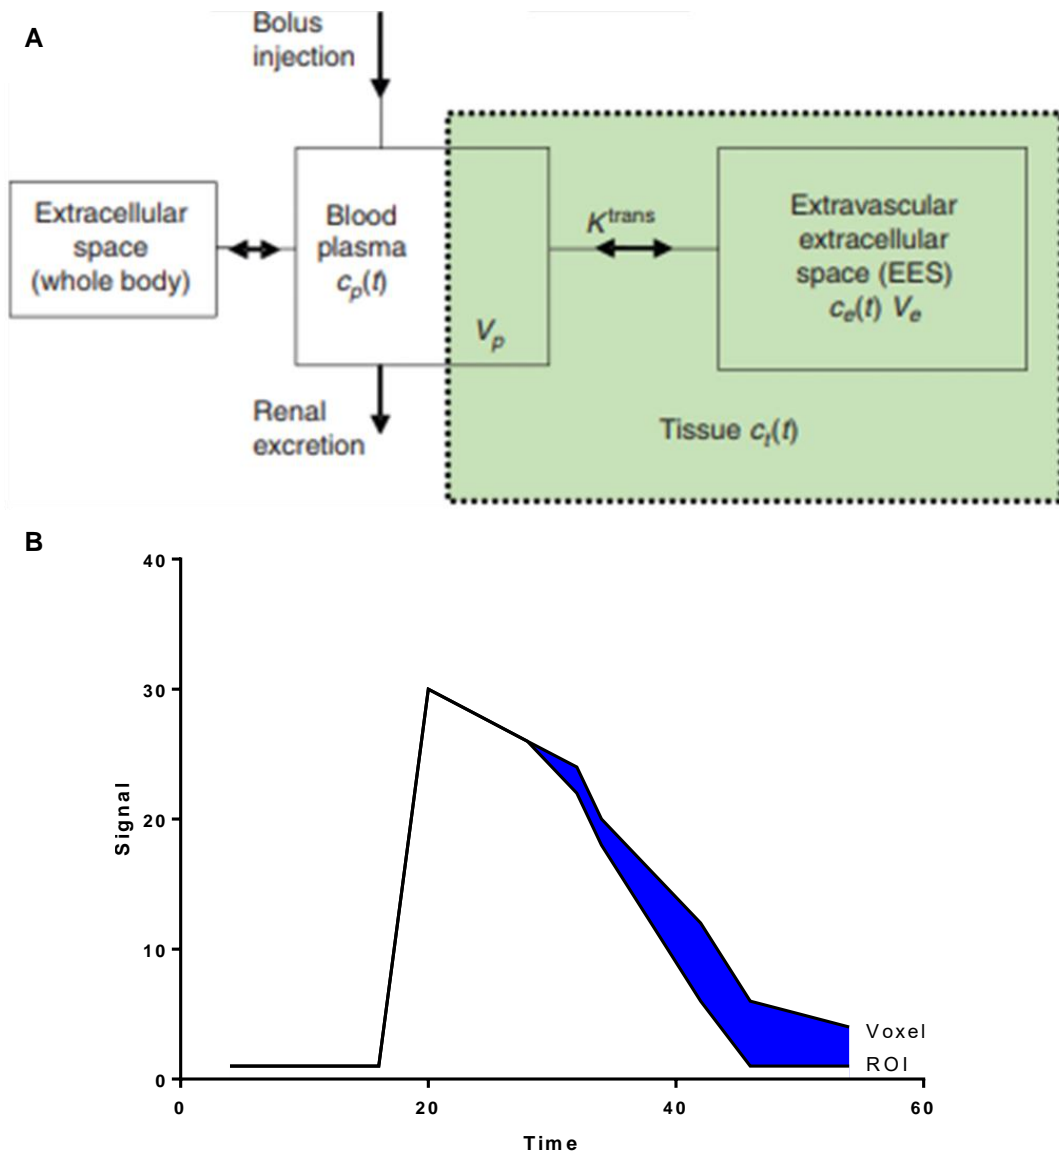 A
Bolus
injection
Extracellular
space
(whole body)
Blood
plasma
cp(t)
Vp
Ktrans
Extravascular
extracellular
space (EES)
ce(t) Ve
Renal
excretion
Tissue ct(t)
B
40
30
20
10
0
Signal
Voxel
ROI
0 20 40 60
Time